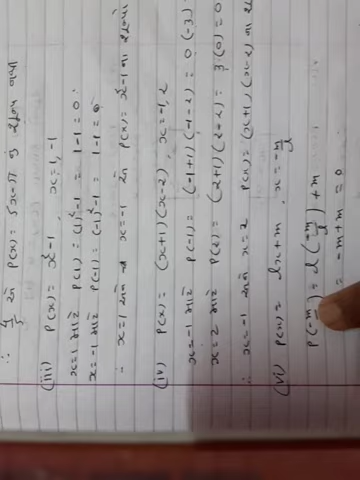 ∴ 4/5 એ P(x) = 5x-π નું શૂન્ય નથી
(iii) P(x) = x²-1, x = 1, -1
x = 1 માટે P(1) = (1)²-1 = 1-1 = 0.
x = -1 માટે P(-1) = (-1)²-1 = 1-1 = 0
∴ x = 1 અને x = -1 એ P(x) = x²-1 ના શૂન્ય
(iv) P(x) = (x+1)(x-2), x = -1, 2
x = -1 માટે P(-1) = (-1+1)(-1-2) = 0(-3)
x = 2 માટે P(2) = (2+1)(2-2) = 3(0) = 0
∴ x = -1 અને x = 2 P(x) = (x+1)(x-2) ના
(vi) P(x) = lx+m, x = -m/l
P(-m/l) = l(-m/l) + m
= -m+m = 0